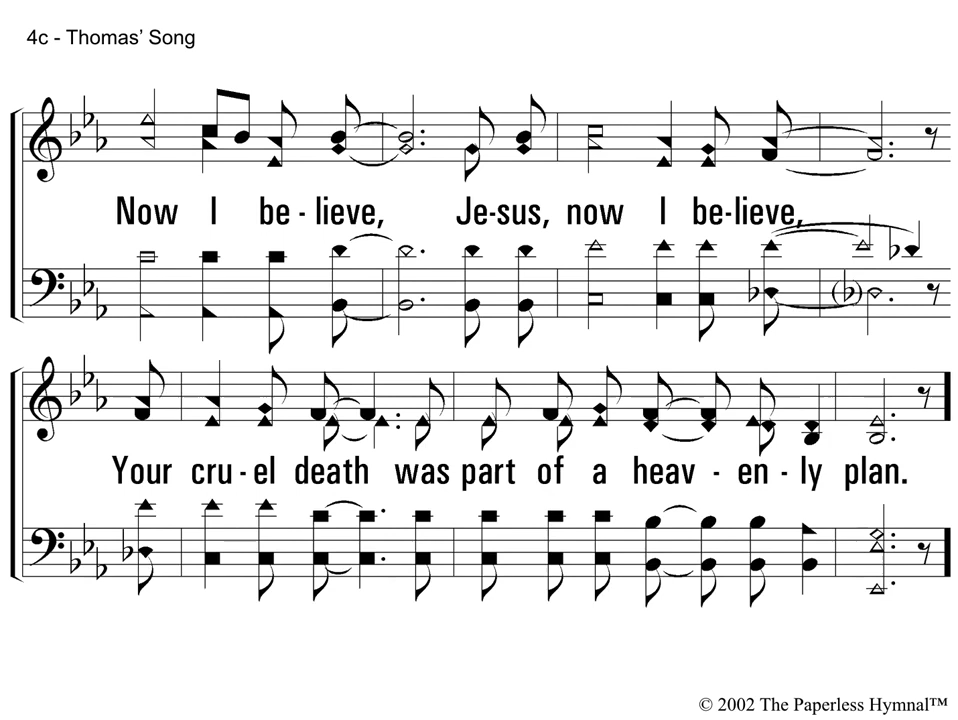 4c - Thomas’ Song
Now I be - lieve, Je-sus, now I be-lieve,
Your cru - el death was part of a heav - en - ly plan.
© 2002 The Paperless Hymnal™